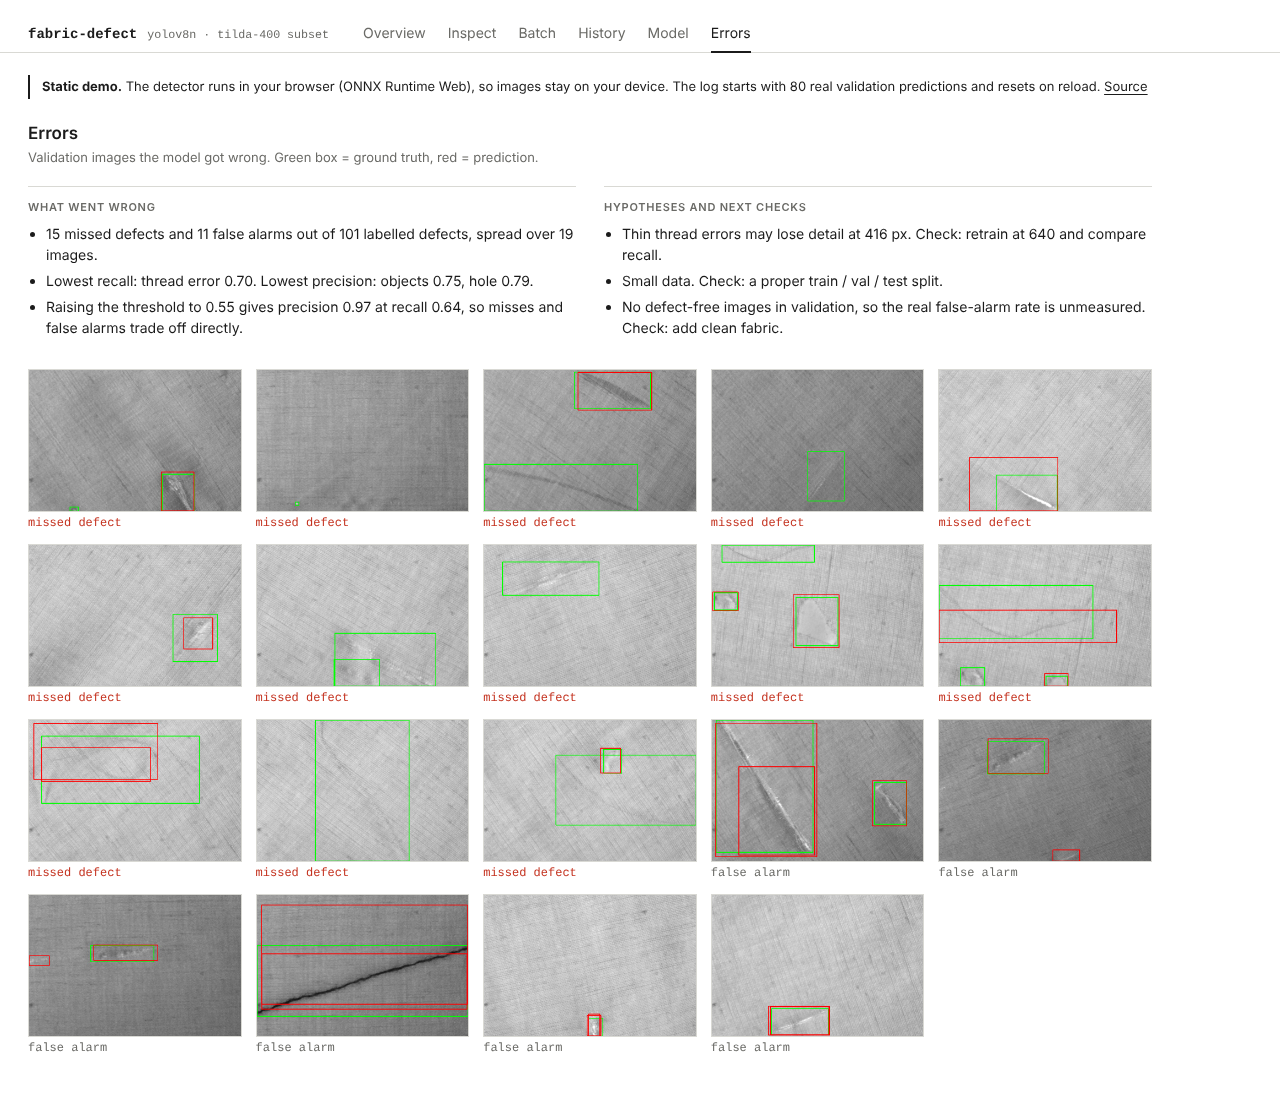 fabric-defect yolov8n · tilda-400 subset Overview Inspect Batch History Model Errors
Static demo. The detector runs in your browser (ONNX Runtime Web), so images stay on your device. The log starts with 80 real validation predictions and resets on reload. Source
Errors
Validation images the model got wrong. Green box = ground truth, red = prediction.
WHAT WENT WRONG
• 15 missed defects and 11 false alarms out of 101 labelled defects, spread over 19
images.
• Lowest recall: thread error 0.70. Lowest precision: objects 0.75, hole 0.79.
• Raising the threshold to 0.55 gives precision 0.97 at recall 0.64, so misses and
false alarms trade off directly.
HYPOTHESES AND NEXT CHECKS
• Thin thread errors may lose detail at 416 px. Check: retrain at 640 and compare
recall.
• Small data. Check: a proper train / val / test split.
• No defect-free images in validation, so the real false-alarm rate is unmeasured.
Check: add clean fabric.
missed defect missed defect missed defect missed defect missed defect
missed defect missed defect missed defect missed defect missed defect
missed defect missed defect missed defect false alarm false alarm
false alarm false alarm false alarm false alarm